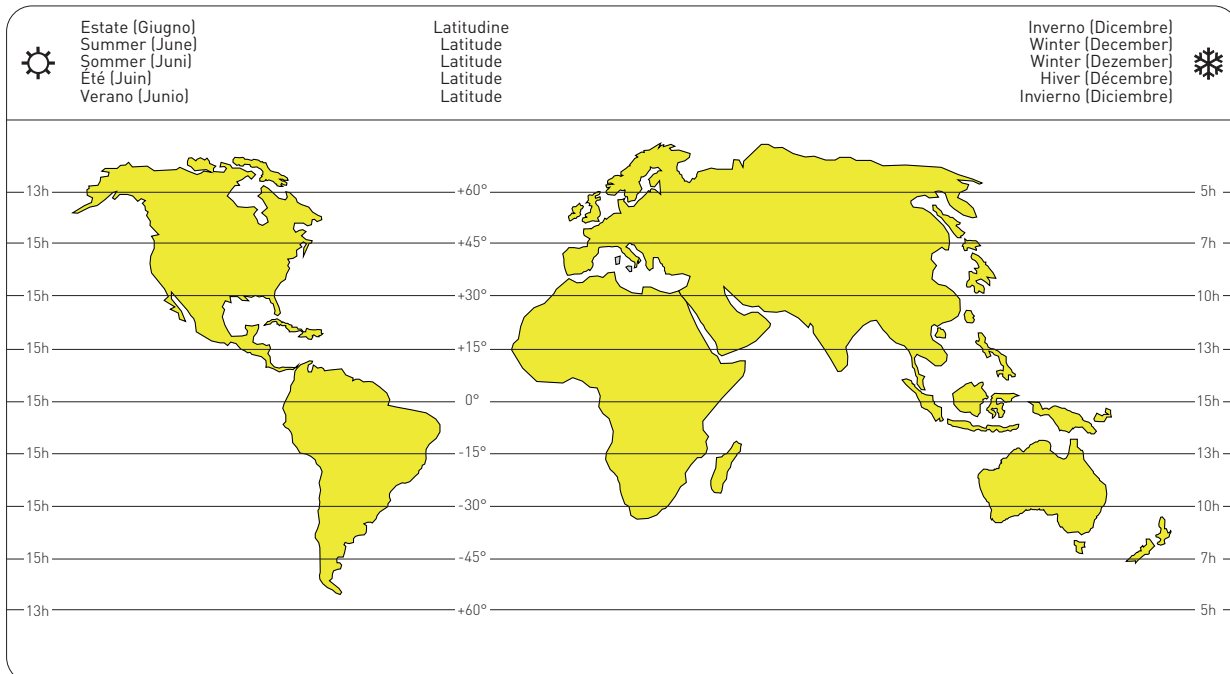 Estate (Giugno) Latitudine Inverno (Dicembre)
Summer (June) Latitude Winter (December)
Sommer (Juni) Latitude Winter (Dezember)
Été (Juin) Latitude Hiver (Décembre)
Verano (Junio) Latitude Invierno (Diciembre)
13h +60° 5h
15h +45° 7h
15h +30° 10h
15h +15° 13h
15h 0° 15h
15h -15° 13h
15h -30° 10h
15h -45° 7h
13h +60° 5h